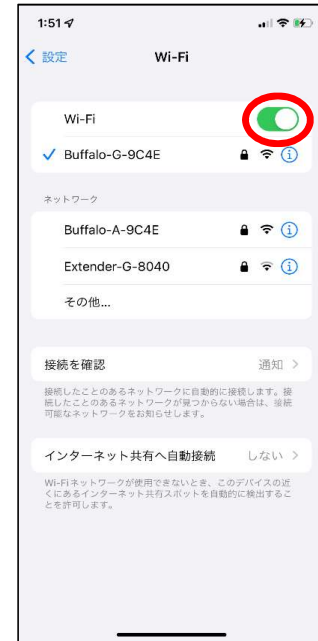 1:51
設定 Wi-Fi
Wi-Fi
Buffalo-G-9C4E
ネットワーク
Buffalo-A-9C4E
Extender-G-8040
その他...
接続を確認 通知
接続したことのあるネットワークに自動的に接続します。接
続したことのあるネットワークが見つからない場合は、接続
可能なネットワークをお知らせします。
インターネット共有へ自動接続 しない
Wi-Fiネットワークが使用できないとき、このデバイスの近
くにあるインターネット共有スポットを自動的に検出するこ
とを許可します。